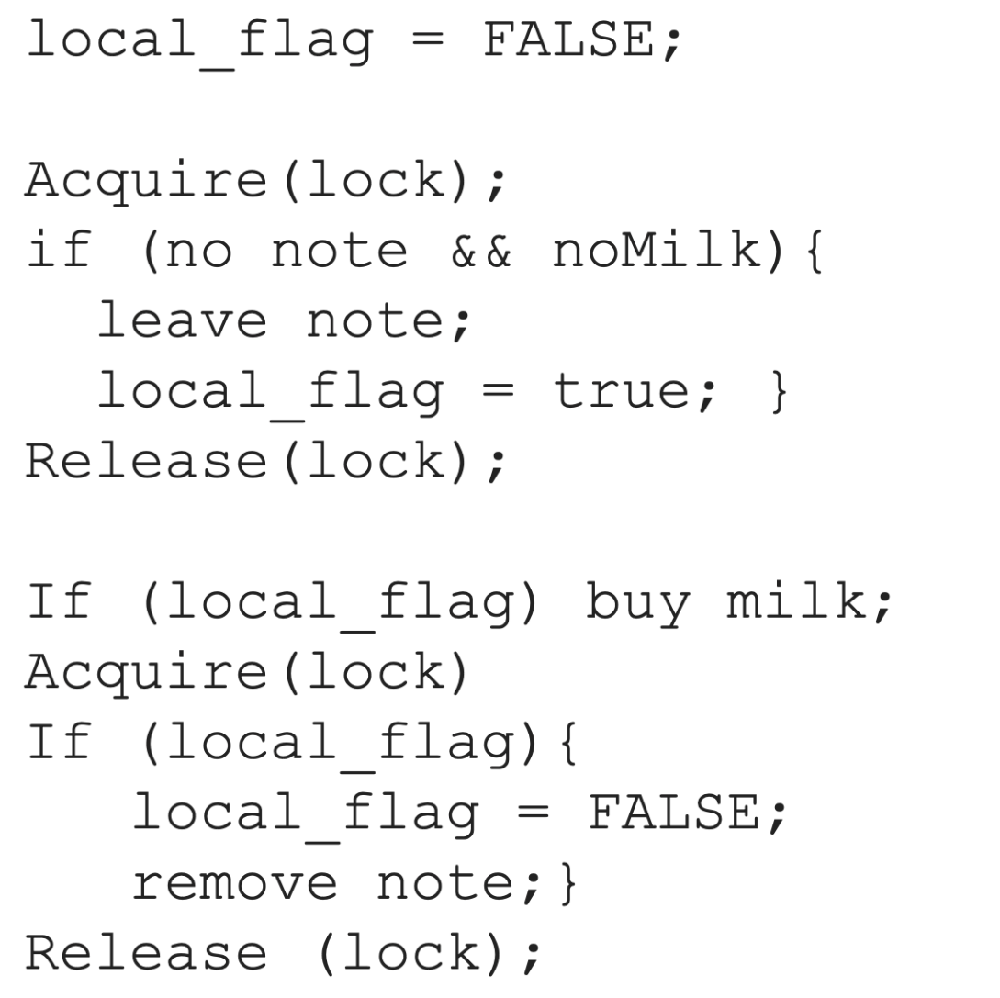 local_flag = FALSE;
Acquire(lock);
if (no note && noMilk){
leave note;
local_flag = true; }
Release(lock);
If (local_flag) buy milk;
Acquire(lock)
If (local_flag){
local_flag = FALSE;
remove note;}
Release (lock);